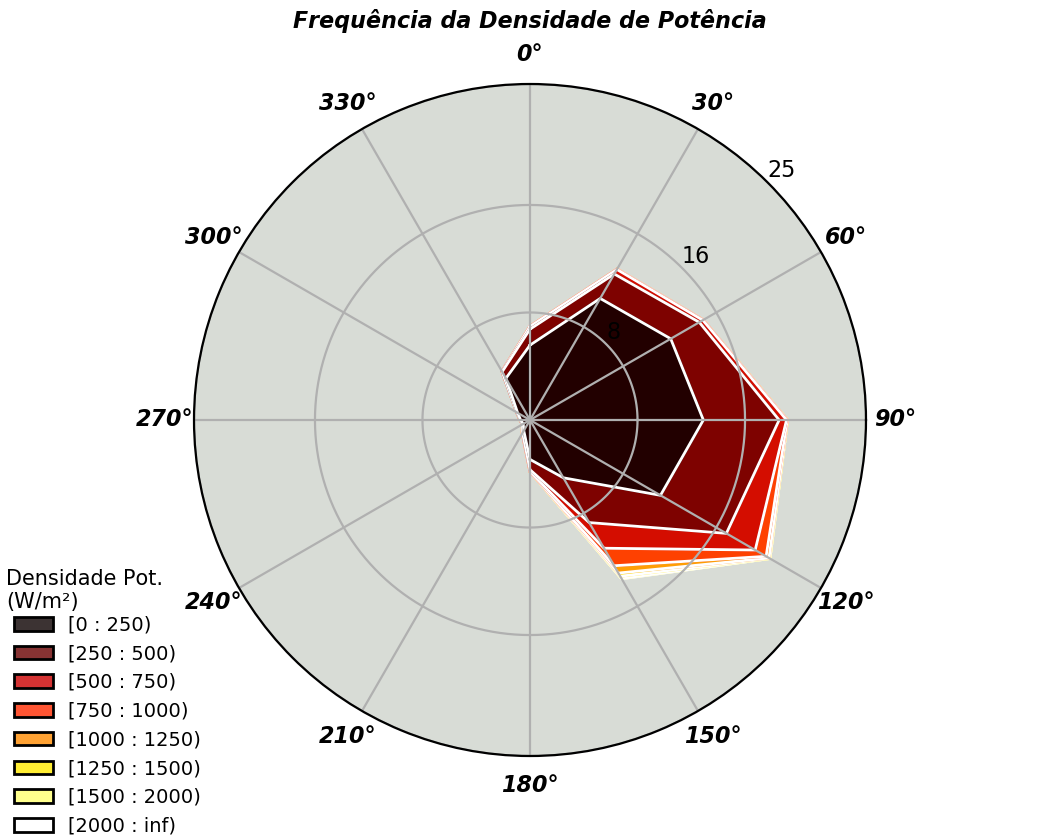 Frequência da Densidade de Potência
0°
30°
60°
90°
120°
150°
180°
210°
240°
270°
300°
330°
8
16
25
Densidade Pot.
(W/m²)
[0 : 250)
[250 : 500)
[500 : 750)
[750 : 1000)
[1000 : 1250)
[1250 : 1500)
[1500 : 2000)
[2000 : inf)